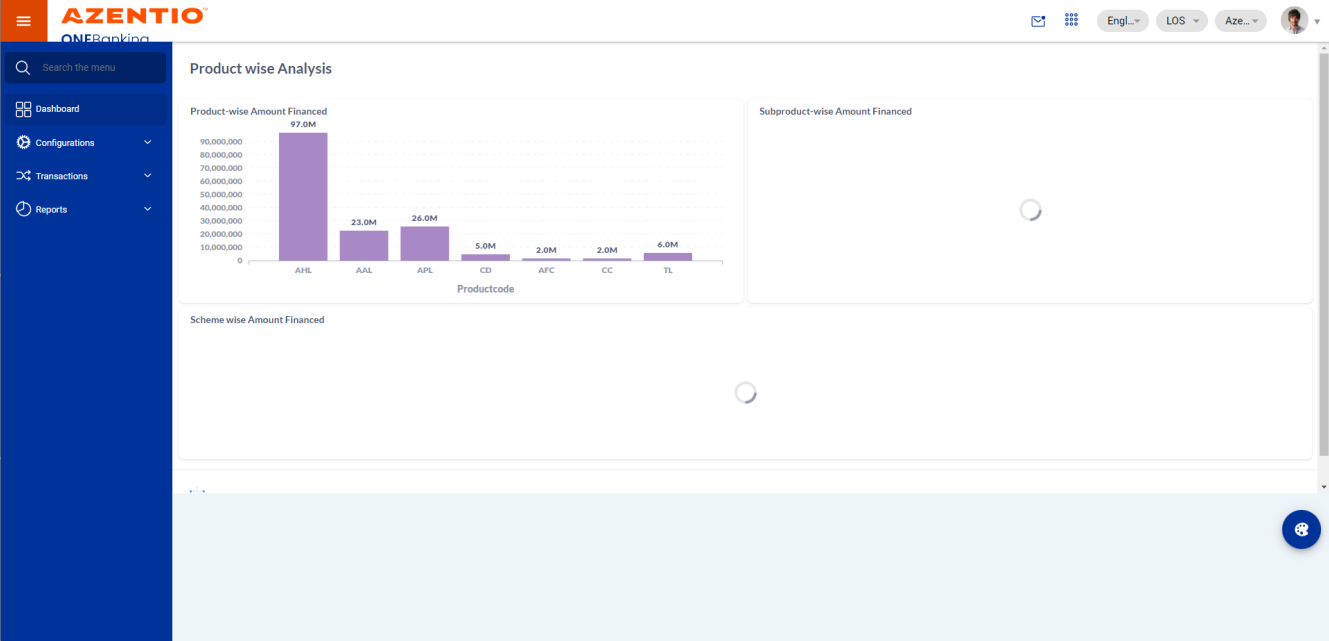 AZENTIO™
ONEBanking
Engl...
LOS
Aze...
Search the menu
Dashboard
Configurations
Transactions
Reports
Product wise Analysis
Product-wise Amount Financed
97.0M
90,000,000
80,000,000
70,000,000
60,000,000
50,000,000
40,000,000
30,000,000
20,000,000
10,000,000
0
23.0M
26.0M
5.0M
2.0M
2.0M
6.0M
AHL
AAL
APL
CD
AFC
CC
TL
Productcode
Subproduct-wise Amount Financed
Scheme wise Amount Financed